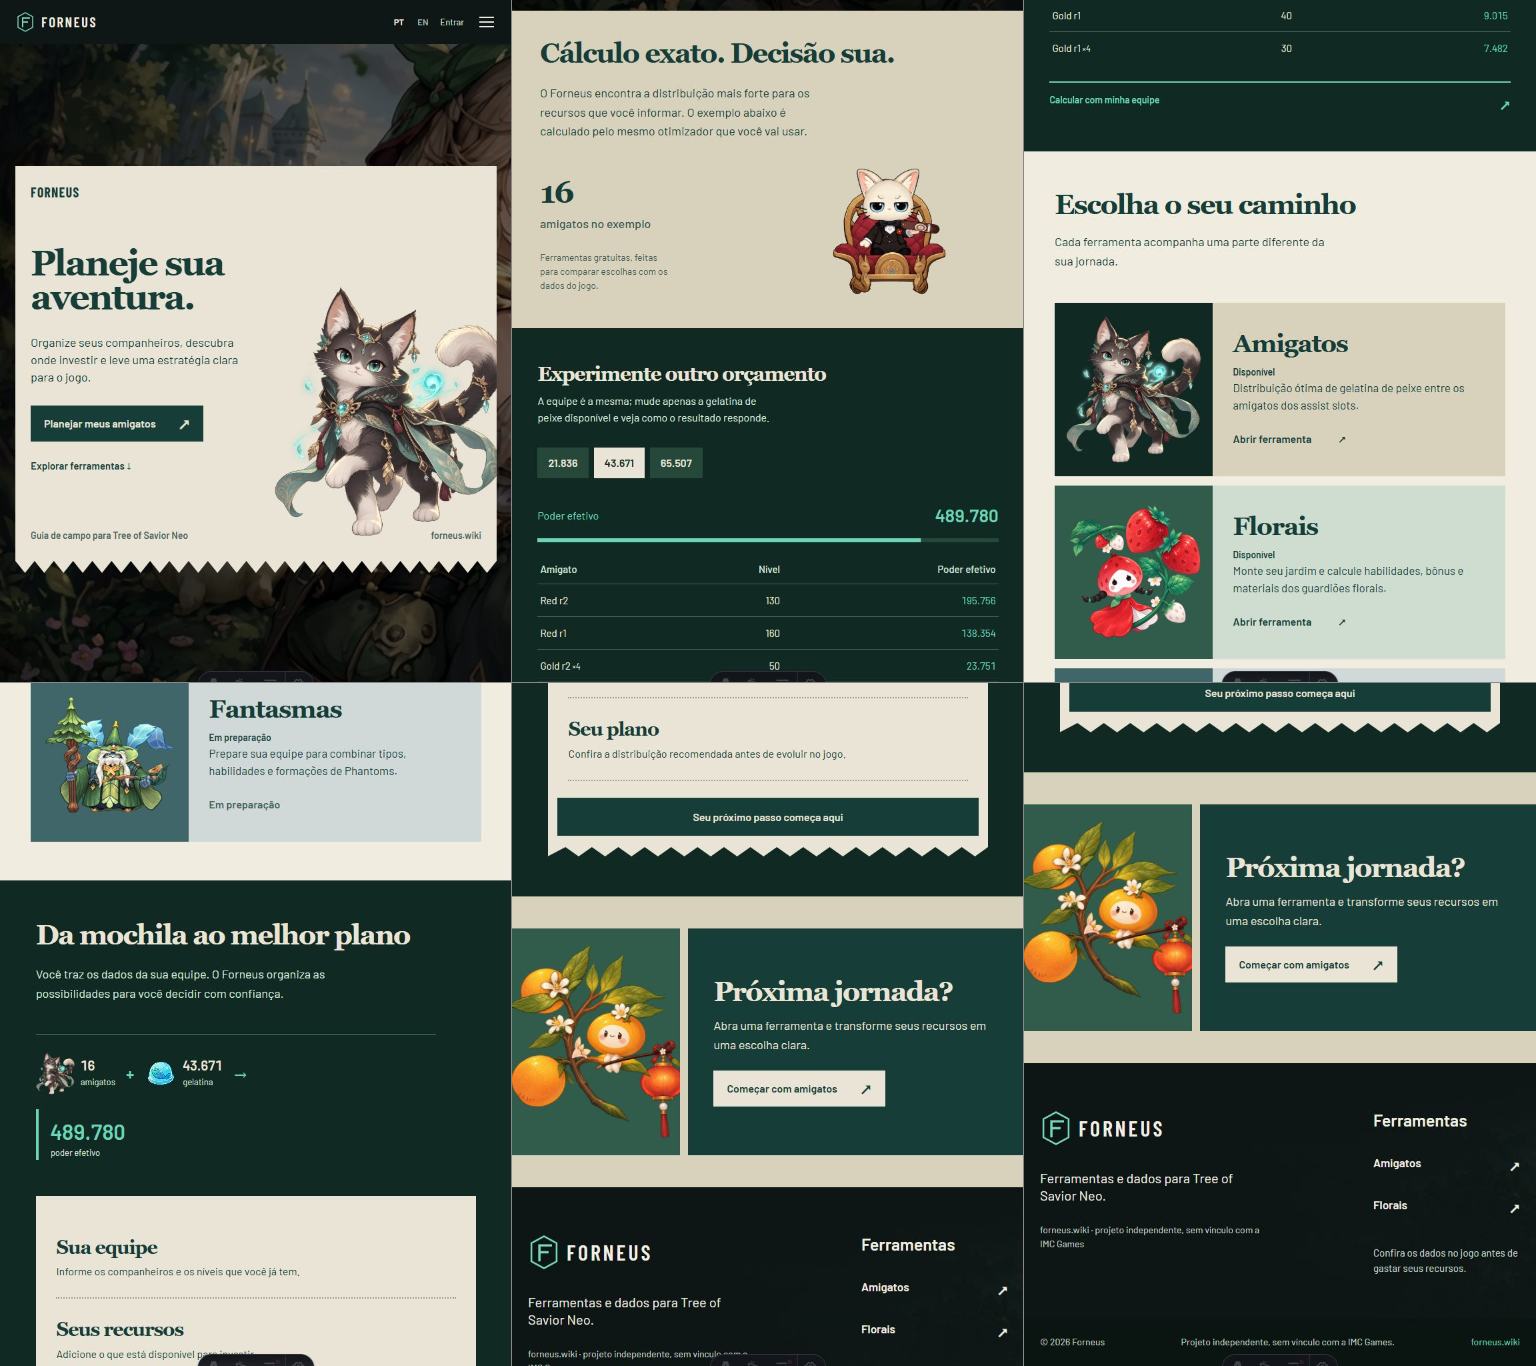 FORNEUS
PT EN Entrar
FORNEUS
Planeje sua
aventura.
Organize seus companheiros, descubra
onde investir e leve uma estratégia clara
para o jogo.
Planejar meus amigatos ↗
Explorar ferramentas ↓
Guia de campo para Tree of Savior Neo
forneus.wiki
Cálculo exato. Decisão sua.
O Forneus encontra a distribuição mais forte para os
recursos que você informar. O exemplo abaixo é
calculado pelo mesmo otimizador que você vai usar.
16
amigatos no exemplo
Ferramentas gratuitas, feitas
para comparar escolhas com os
dados do jogo.
Experimente outro orçamento
A equipe é a mesma; mude apenas a gelatina de
peixe disponível e veja como o resultado responde.
21.836 43.671 65.507
Poder efetivo 489.780
Amigato Nível Poder efetivo
Red r2 130 195.756
Red r1 160 138.354
Gold r2 ×4 50 23.751
Gold r1 40 9.015
Gold r1 ×4 30 7.482
Calcular com minha equipe ↗
Escolha o seu caminho
Cada ferramenta acompanha uma parte diferente da
sua jornada.
Amigatos
Disponível
Distribuição ótima de gelatina de peixe entre os
amigatos dos assist slots.
Abrir ferramenta ↗
Florais
Disponível
Monte seu jardim e calcule habilidades, bônus e
materiais dos guardiões florais.
Abrir ferramenta ↗
Fantasmas
Em preparação
Prepare sua equipe para combinar tipos,
habilidades e formações de Phantoms.
Em preparação
Da mochila ao melhor plano
Você traz os dados da sua equipe. O Forneus organiza as
possibilidades para você decidir com confiança.
16
amigatos
+
43.671
gelatina
→
489.780
poder efetivo
Sua equipe
Informe os companheiros e os níveis que você já tem.
Seus recursos
Adicione o que está disponível para investir.
Seu plano
Confira a distribuição recomendada antes de evoluir no jogo.
Seu próximo passo começa aqui
Próxima jornada?
Abra uma ferramenta e transforme seus recursos em
uma escolha clara.
Começar com amigatos ↗
FORNEUS
Ferramentas e dados para Tree of
Savior Neo.
forneus.wiki · projeto independente, sem vínculo com a
Ferramentas
Amigatos ↗
Florais ↗
Seu próximo passo começa aqui
Próxima jornada?
Abra uma ferramenta e transforme seus recursos em
uma escolha clara.
Começar com amigatos ↗
FORNEUS
Ferramentas e dados para Tree of
Savior Neo.
forneus.wiki · projeto independente, sem vínculo com a
IMC Games
Ferramentas
Amigatos ↗
Florais ↗
Confira os dados no jogo antes de
gastar seus recursos.
© 2026 Forneus
Projeto independente, sem vínculo com a IMC Games.
forneus.wiki